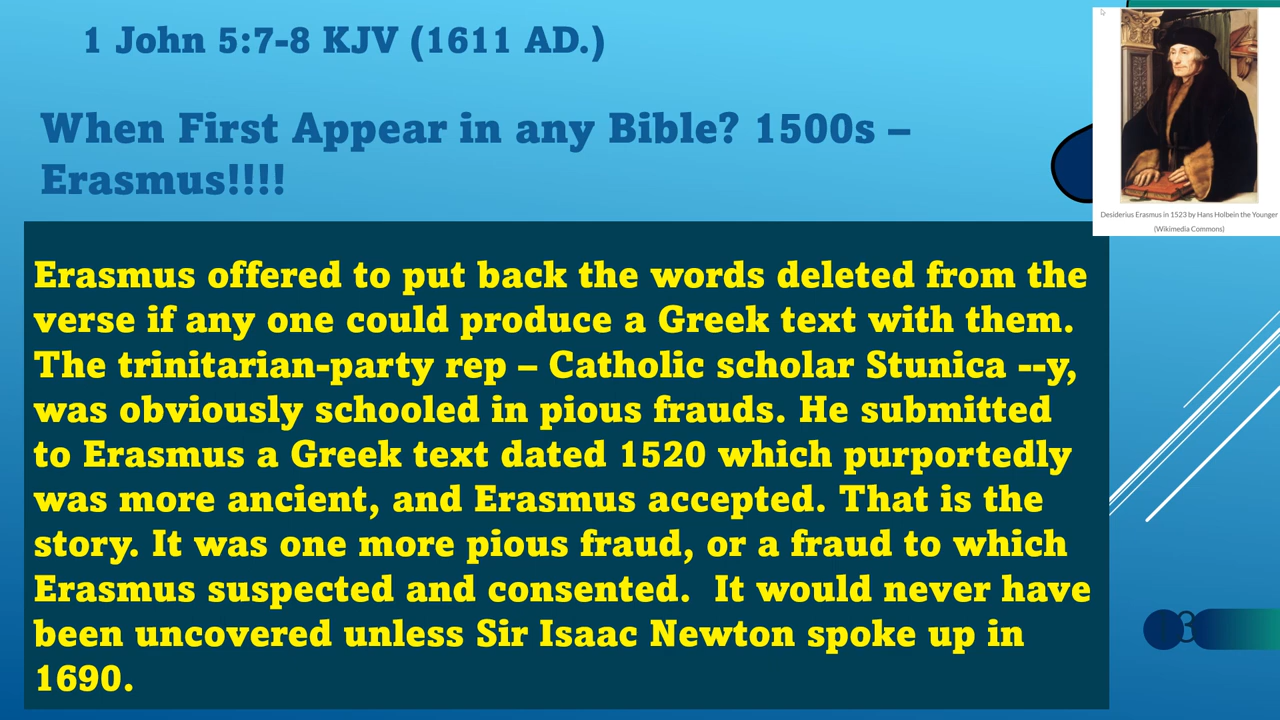 1 John 5:7-8 KJV (1611 AD.)
When First Appear in any Bible? 1500s –
Erasmus!!!!
Desiderius Erasmus in 1523 by Hans Holbein the Younger
(Wikimedia Commons)
Erasmus offered to put back the words deleted from the
verse if any one could produce a Greek text with them.
The trinitarian-party rep – Catholic scholar Stunica --y,
was obviously schooled in pious frauds. He submitted
to Erasmus a Greek text dated 1520 which purportedly
was more ancient, and Erasmus accepted. That is the
story. It was one more pious fraud, or a fraud to which
Erasmus suspected and consented.  It would never have
been uncovered unless Sir Isaac Newton spoke up in
1690.